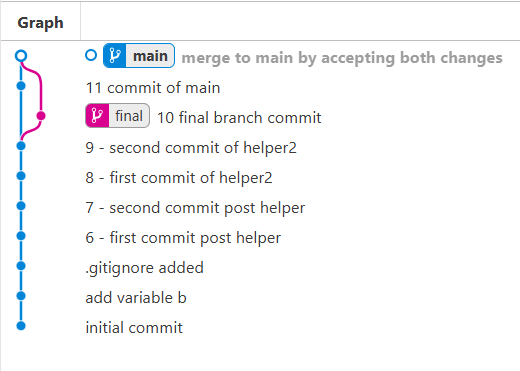 Graph
main merge to main by accepting both changes
11 commit of main
final 10 final branch commit
9 - second commit of helper2
8 - first commit of helper2
7 - second commit post helper
6 - first commit post helper
.gitignore added
add variable b
initial commit